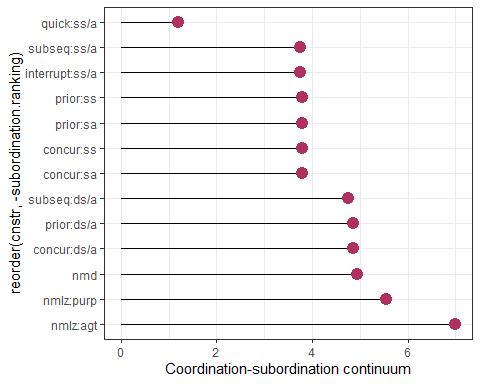 quick:ss/a
subseq:ss/a
interrupt:ss/a
prior:ss
prior:sa
concur:ss
concur:sa
subseq:ds/a
prior:ds/a
concur:ds/a
nmd
nmlz:purp
nmlz:agt
reorder(cnstr, -subordination.ranking)
0 2 4 6
Coordination-subordination continuum